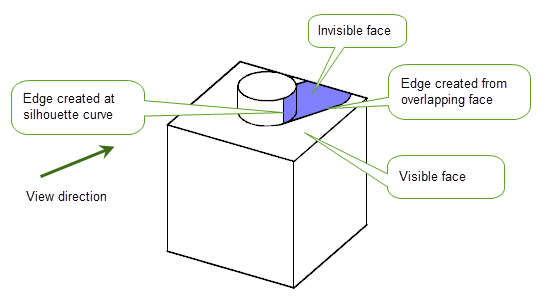 Invisible face
Edge created at
silhouette curve
Edge created from
overlapping face
Visible face
View direction